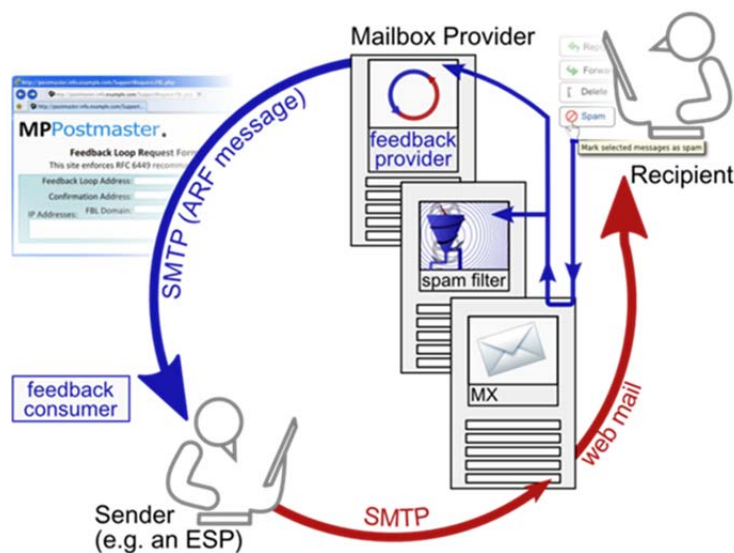 Mailbox Provider
feedback
provider
spam filter
MX
Forward
Delete
Spam
Mark selected messages as spam
Recipient
MPPostmaster.
Feedback Loop Request Form
This site enforces RFC 6449
Feedback Loop Address:
Confirmation Address:
FBL Domain:
IP Addresses:
SMTP (ARF message)
feedback
consumer
Sender
(e.g. an ESP)
SMTP
web mail